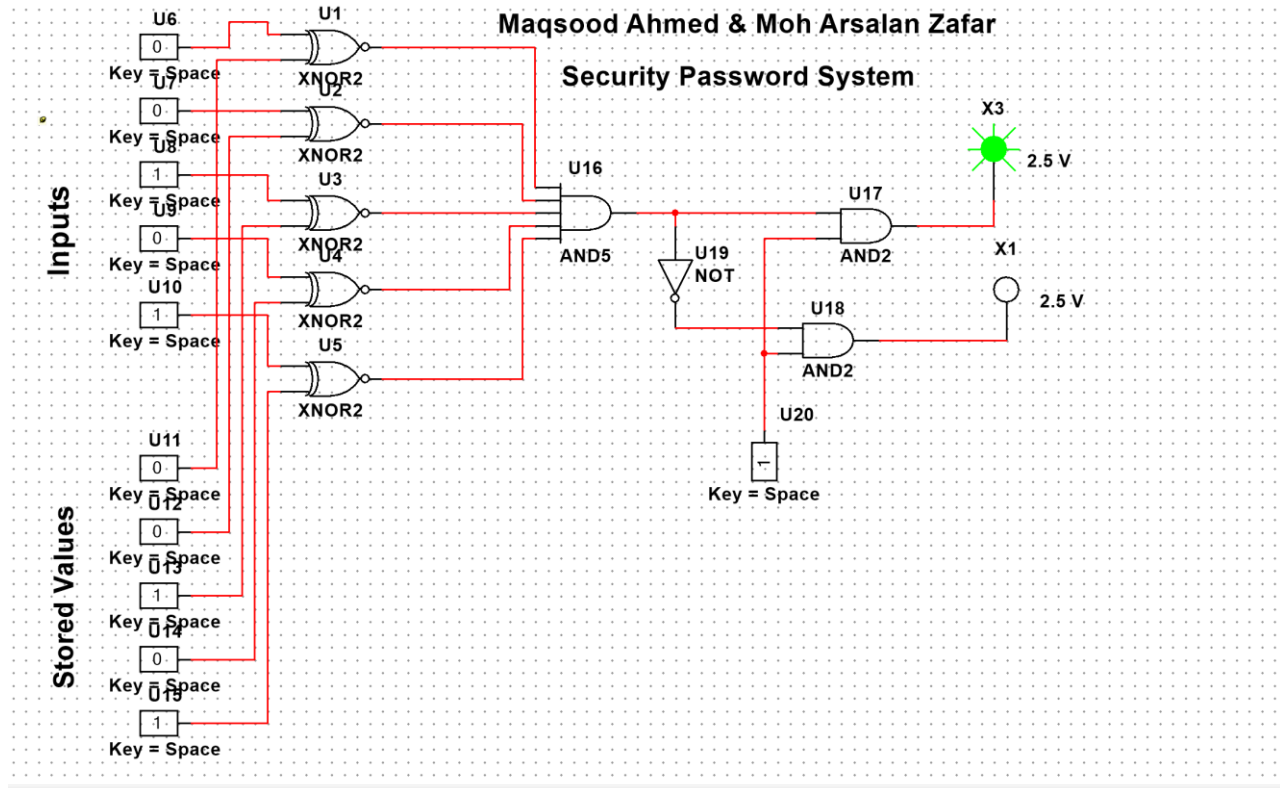 Maqsood Ahmed & Moh Arsalan Zafar
Security Password System
Inputs
Stored Values
U6
0
Key = Space
U7
0
Key = Space
U8
1
Key = Space
U9
0
Key = Space
U10
1
Key = Space
U11
0
Key = Space
U12
0
Key = Space
U13
1
Key = Space
U14
0
Key = Space
U15
1
Key = Space
U1
XNOR2
U2
XNOR2
U3
XNOR2
U4
XNOR2
U5
XNOR2
U16
AND5
U19
NOT
U17
AND2
U18
AND2
U20
1
Key = Space
X3
2.5 V
X1
2.5 V